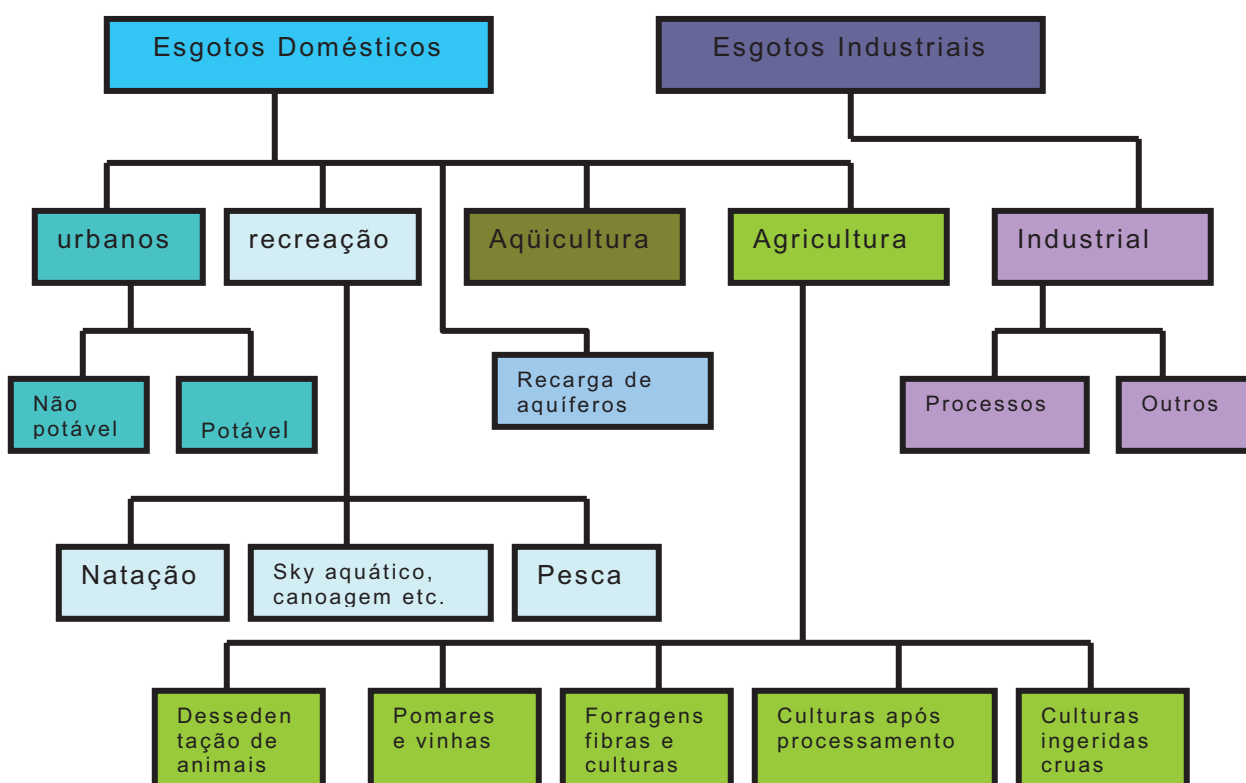 Esgotos Domésticos
Esgotos Industriais
urbanos
recreação
Aqüicultura
Agricultura
Industrial
Não
potável
Potável
Recarga de
aquíferos
Processos
Outros
Natação
Sky aquático,
canoagem etc.
Pesca
Desseden
tação de
animais
Pomares
e vinhas
Forragens
fibras e
culturas
Culturas após
processamento
Culturas
ingeridas
cruas